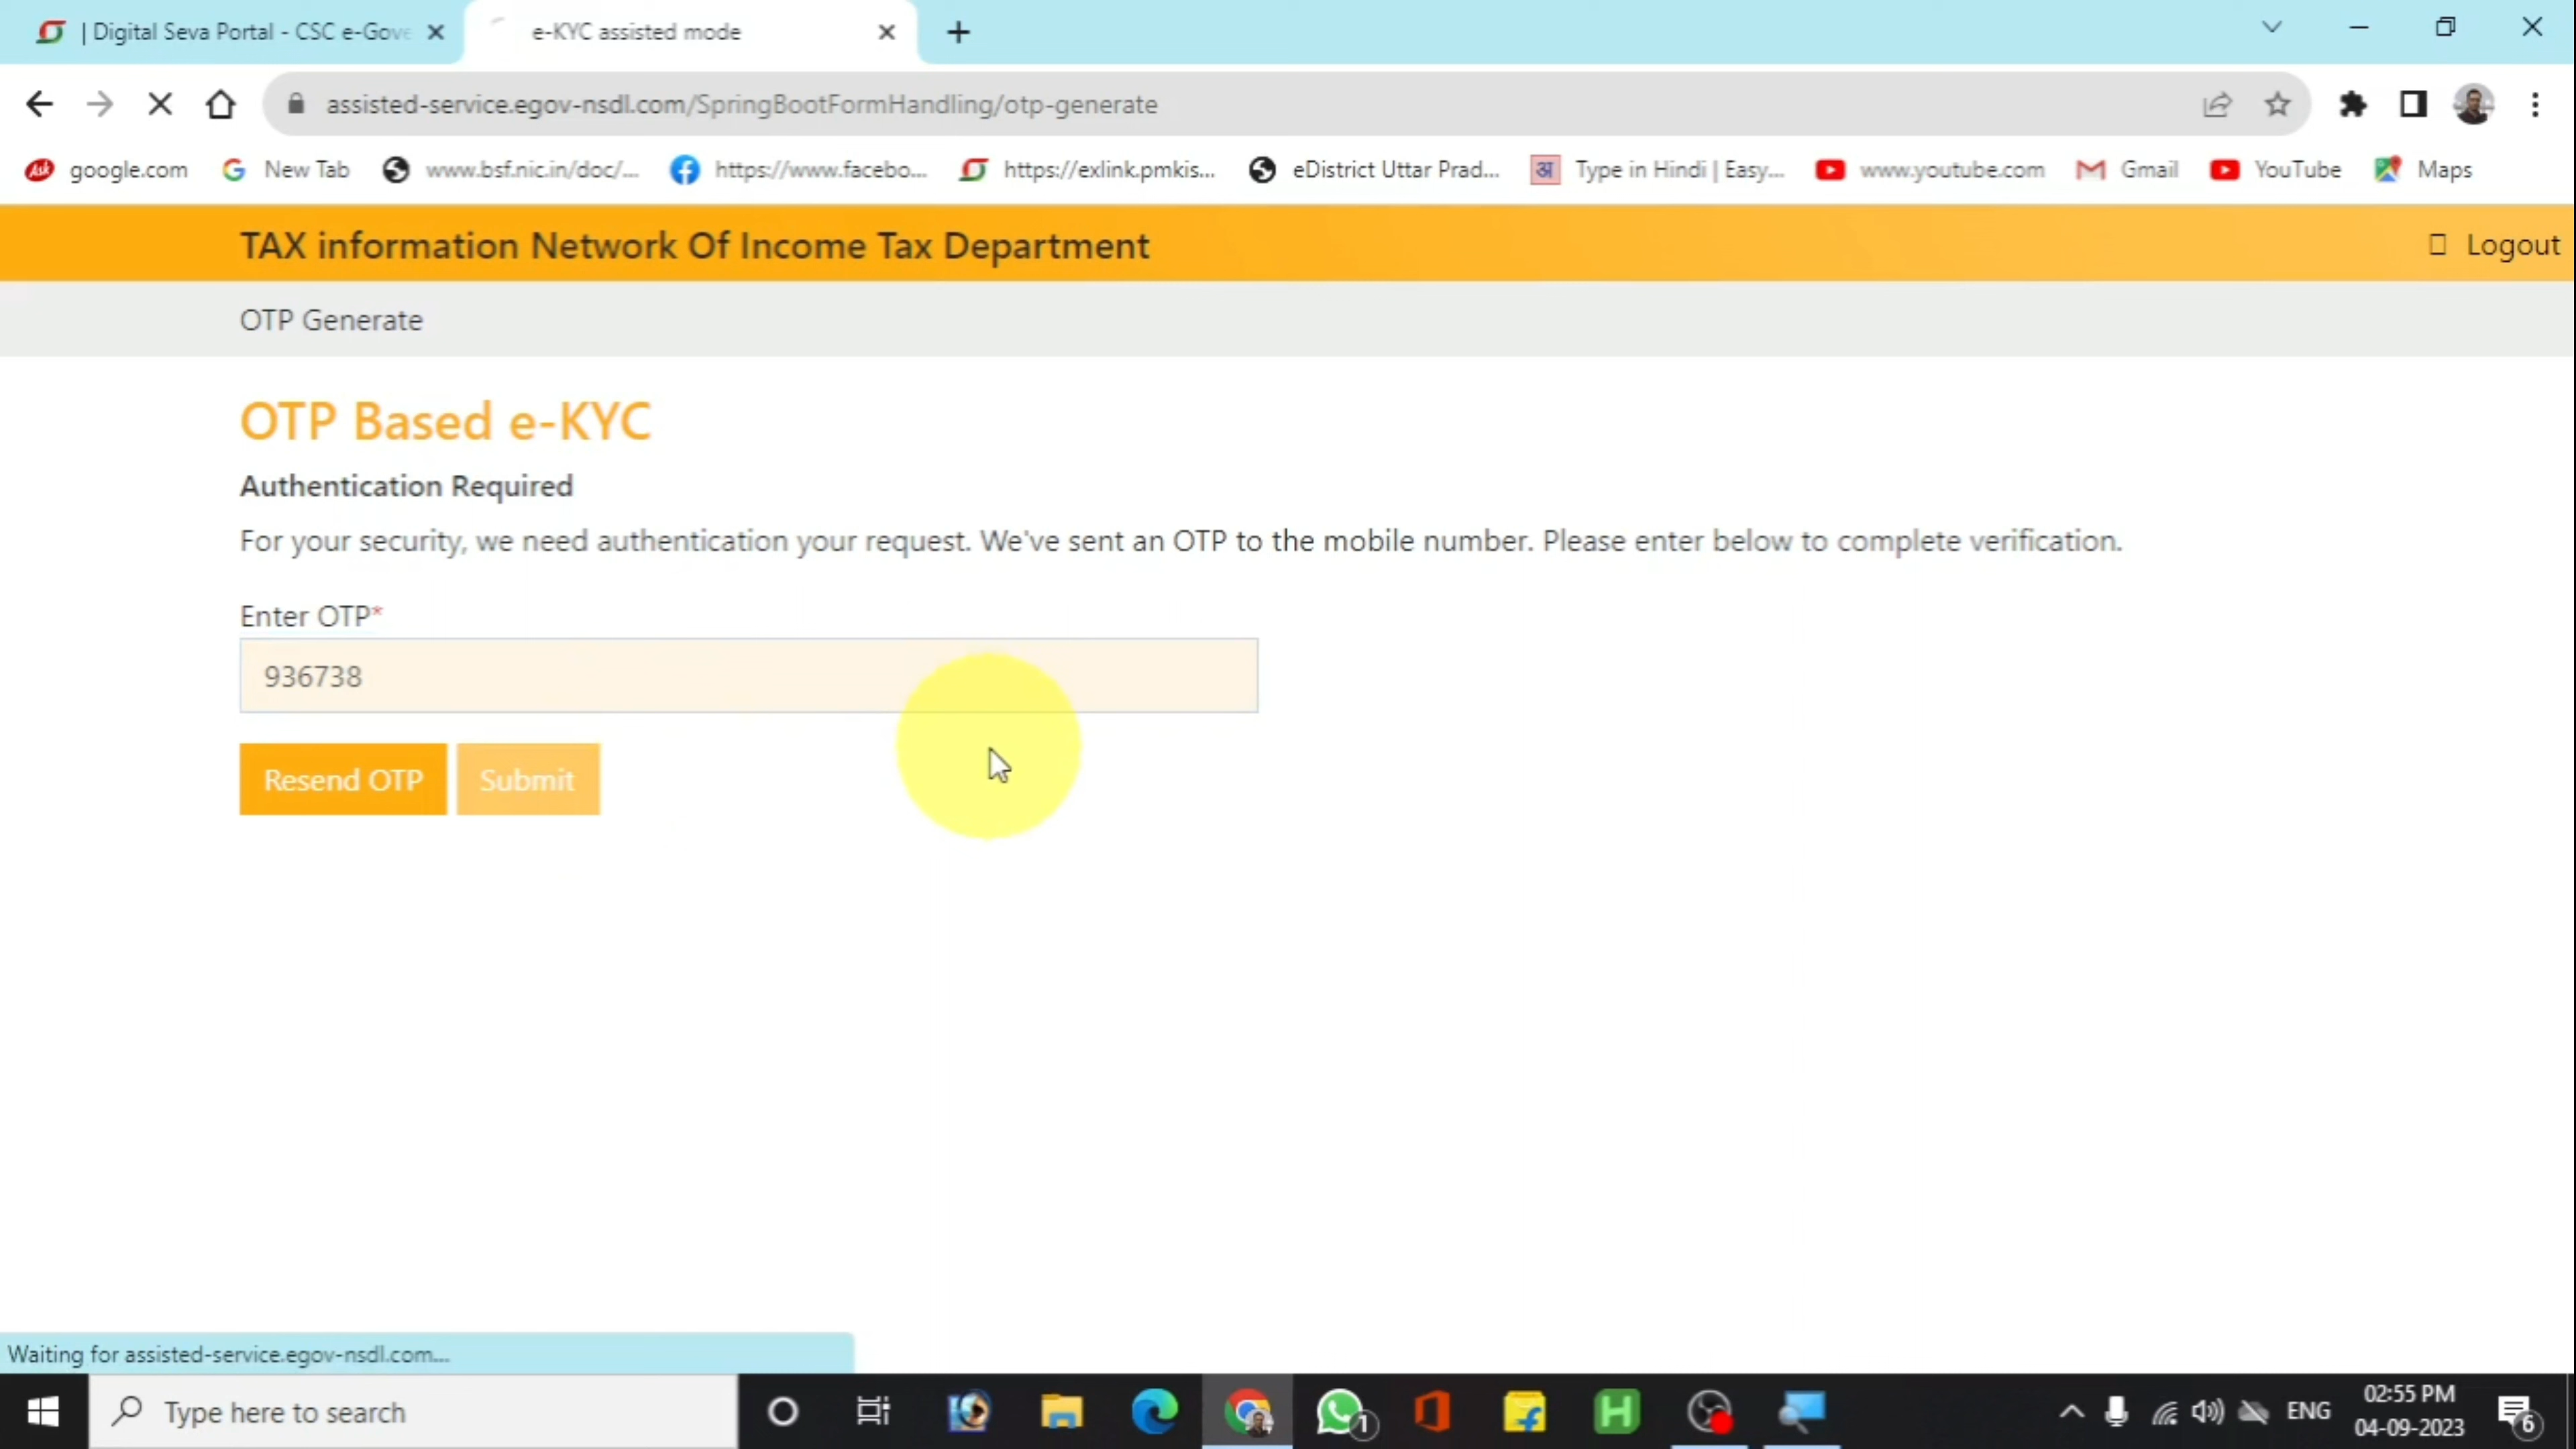 | Digital Seva Portal - CSC e-Gove
e-KYC assisted mode
assisted-service.egov-nsdl.com/SpringBootFormHandling/otp-generate
Ask google.com
New Tab
www.bsf.nic.in/doc/...
https://www.facebo...
https://exlink.pmkis...
eDistrict Uttar Prad...
अ Type in Hindi | Easy...
www.youtube.com
Gmail
YouTube
Maps
TAX information Network Of Income Tax Department
Logout
OTP Generate
OTP Based e-KYC
Authentication Required
For your security, we need authentication your request. We've sent an OTP to the mobile number. Please enter below to complete verification.
Enter OTP*
936738
Resend OTP
Submit
Waiting for assisted-service.egov-nsdl.com...
Type here to search
1
H
ENG
02:55 PM
04-09-2023
6